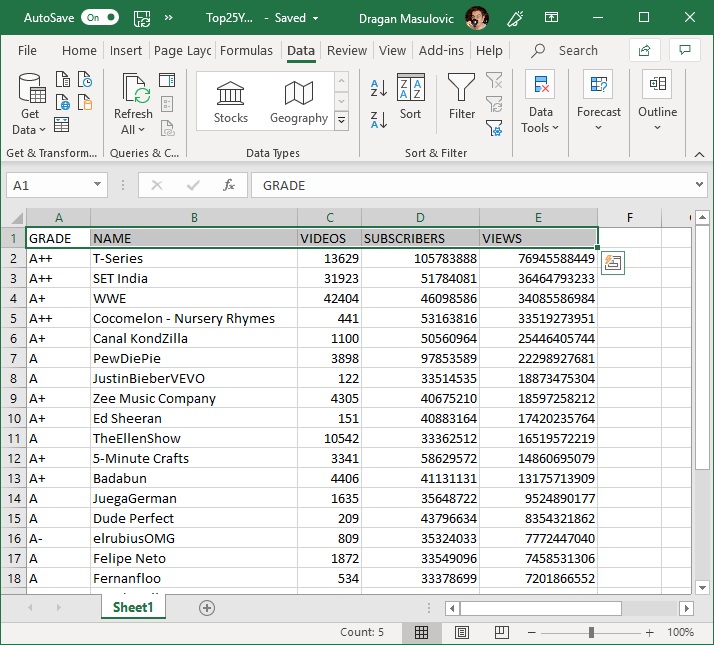 AutoSave On » Top25Y... - Saved Dragan Masulovic
File Home Insert Page Layc Formulas Data Review View Add-ins Help Search
Get Data
Refresh All
Stocks Geography
Sort
Filter
Data Tools
Forecast
Outline
Get & Transform... Queries & C... Data Types Sort & Filter
A1 fx GRADE
A B C D E F
1 GRADE NAME VIDEOS SUBSCRIBERS VIEWS
2 A++ T-Series 13629 105783888 76945588449
3 A++ SET India 31923 51784081 36464793233
4 A+ WWE 42404 46098586 34085586984
5 A++ Cocomelon - Nursery Rhymes 441 53163816 33519273951
6 A+ Canal KondZilla 1100 50560964 25446405744
7 A PewDiePie 3898 97853589 22298927681
8 A JustinBieberVEVO 122 33514535 18873475304
9 A+ Zee Music Company 4305 40675210 18597258212
10 A+ Ed Sheeran 151 40883164 17420235764
11 A TheEllenShow 10542 33362512 16519572219
12 A+ 5-Minute Crafts 3341 58629572 14860695079
13 A+ Badabun 4406 41131131 13175713909
14 A JuegaGerman 1635 35648722 9524890177
15 A Dude Perfect 209 43796634 8354321862
16 A- elrubiusOMG 809 35324033 7772447040
17 A Felipe Neto 1872 33549096 7458531306
18 A Fernanfloo 534 33378699 7201866552
Sheet1
Count: 5 100%